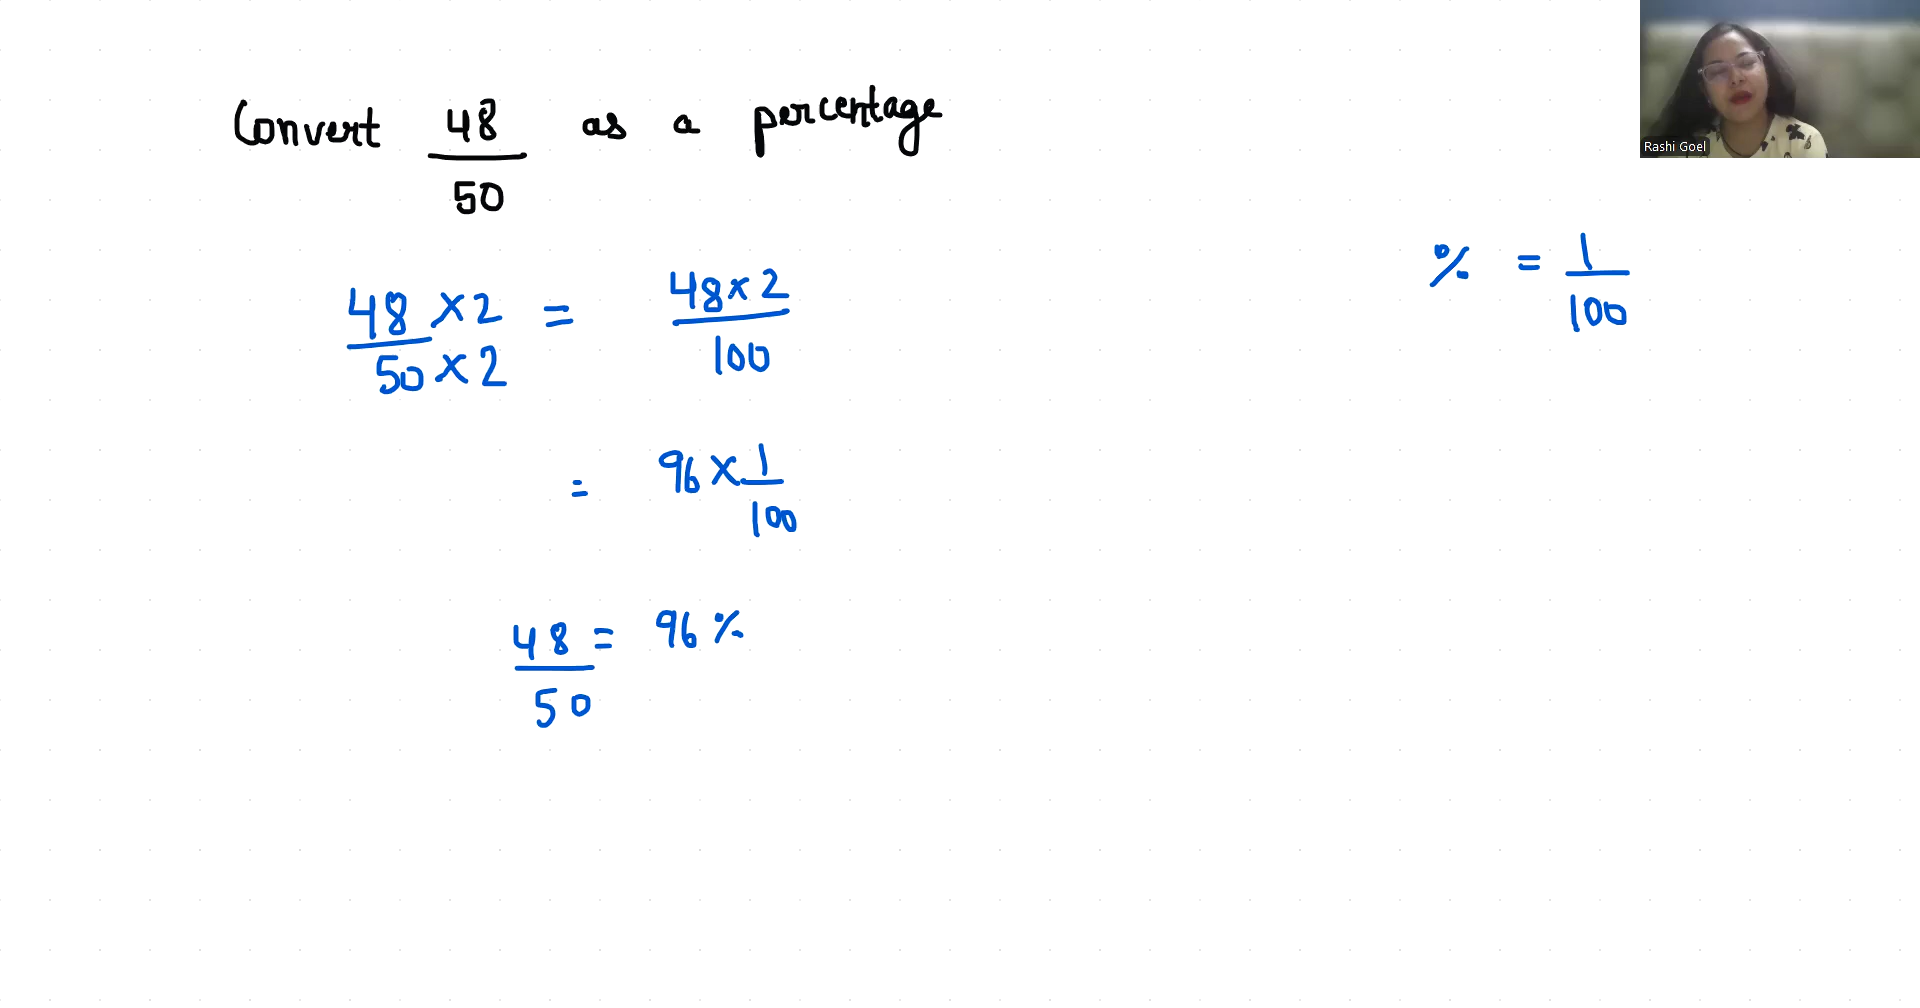 Convert 48/50 as a percentage
Rashi Goel
% = 1/100
48 × 2 / 50 × 2 = 48 × 2 / 100
= 96 × 1/100
48/50 = 96 %